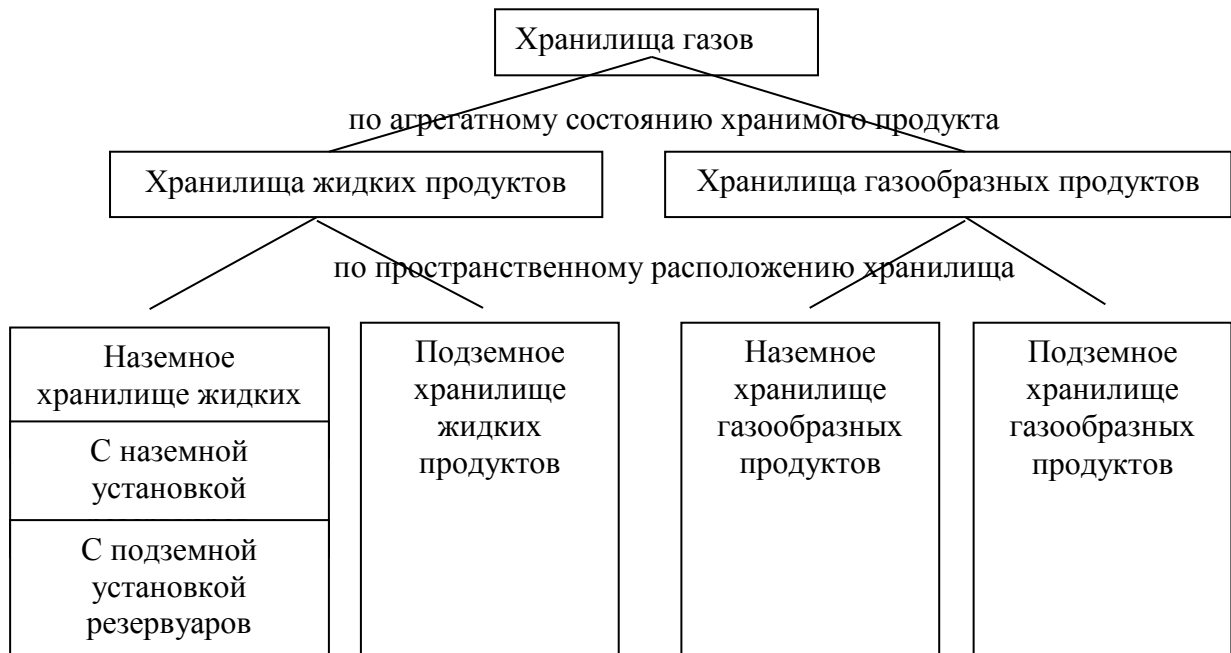 Хранилища газов
по агрегатному состоянию хранимого продукта
Хранилища жидких продуктов
Хранилища газообразных продуктов
по пространственному расположению хранилища
Наземное
хранилище жидких
С наземной
установкой
С подземной
установкой
резервуаров
Подземное
хранилище
жидких
продуктов
Наземное
хранилище
газообразных
продуктов
Подземное
хранилище
газообразных
продуктов